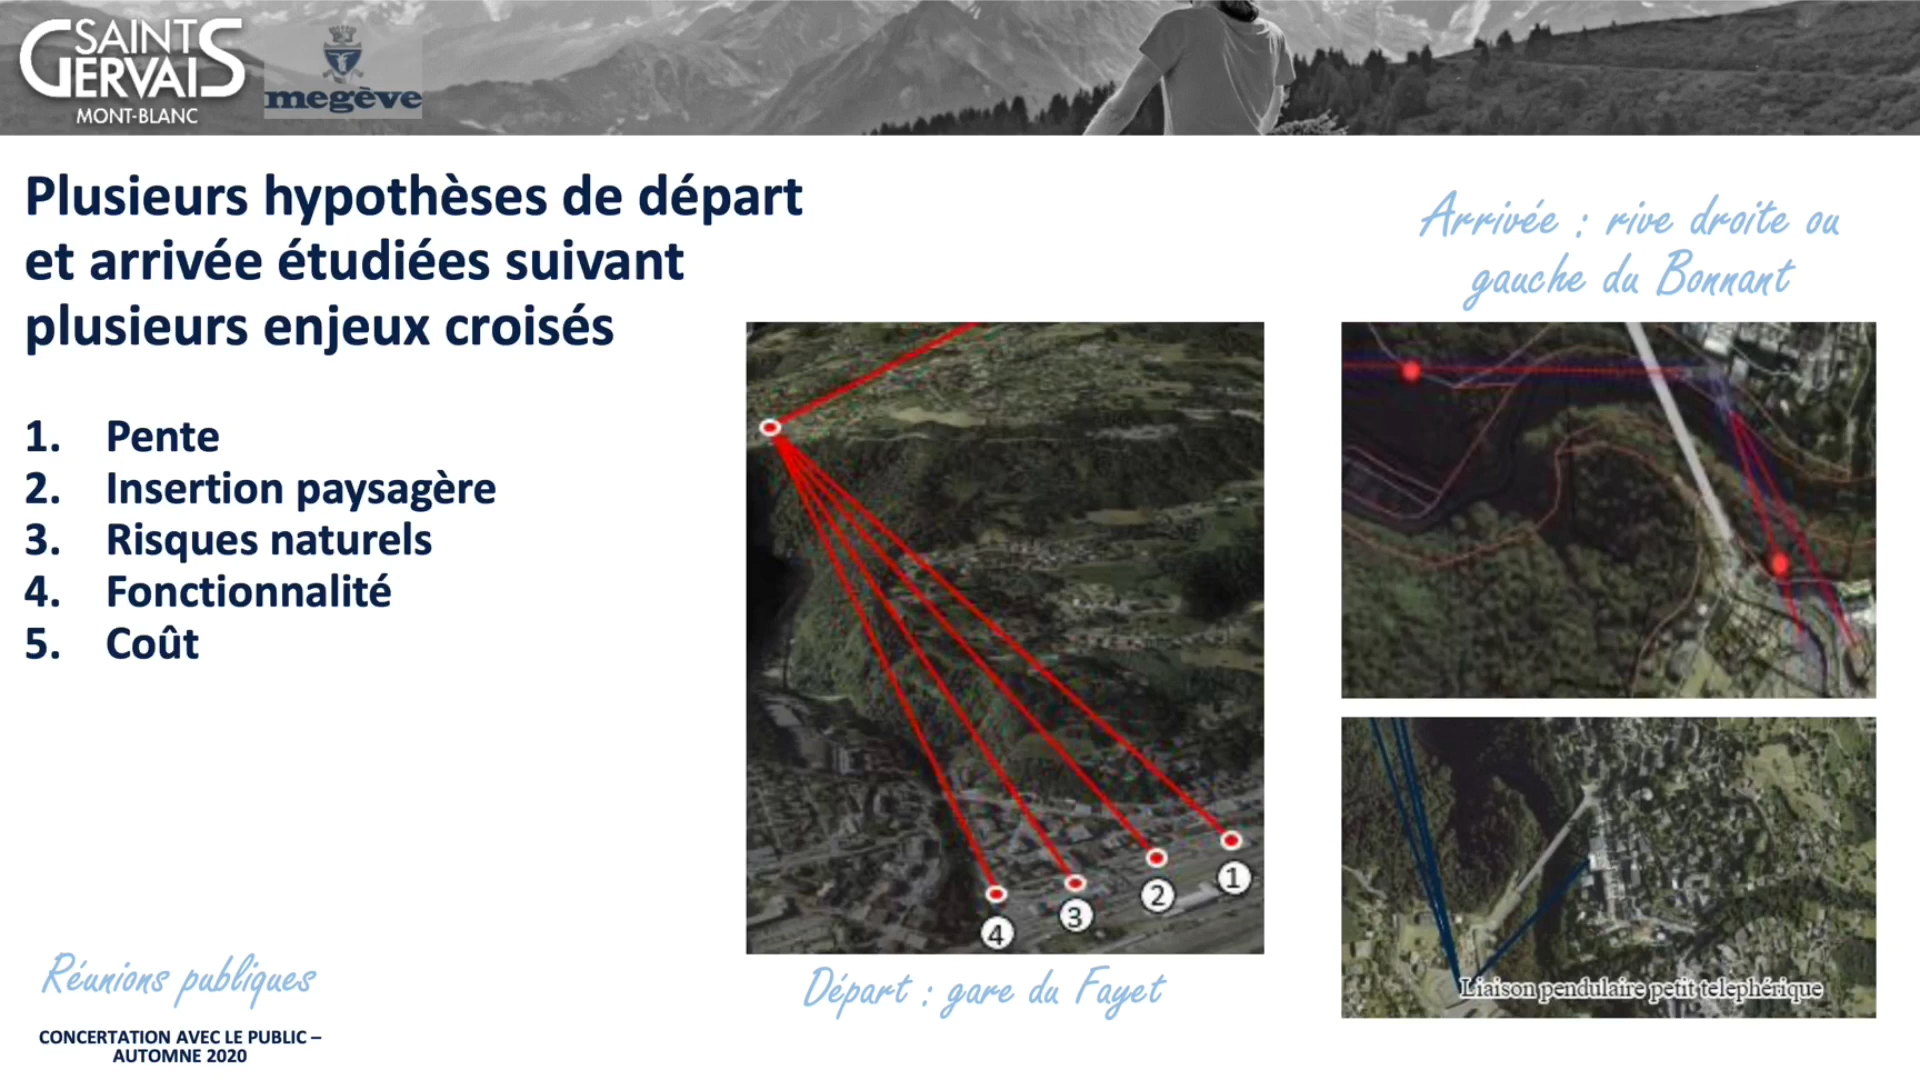 SAINT
GERVAIS
MONT-BLANC
megève
Plusieurs hypothèses de départ
et arrivée étudiées suivant
plusieurs enjeux croisés
1. Pente
2. Insertion paysagère
3. Risques naturels
4. Fonctionnalité
5. Coût
Réunions publiques
CONCERTATION AVEC LE PUBLIC –
AUTOMNE 2020
1
2
3
4
Départ : gare du Fayet
Arrivée : rive droite ou
gauche du Bonnant
Liaison pendulaire petit telephérique